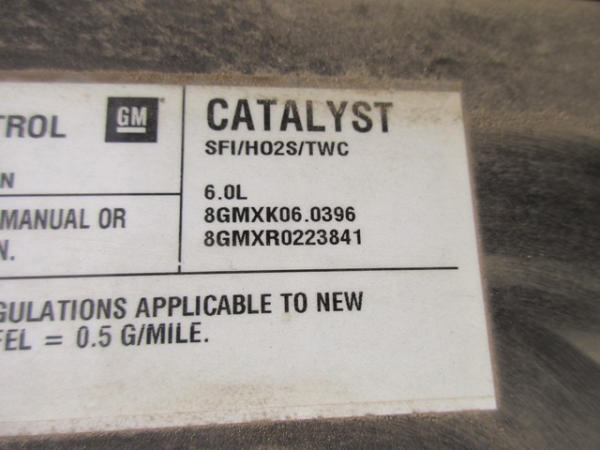 TROL
GM
N
MANUAL OR
N.
CATALYST
SFI/HO2S/TWC
6.0L
8GMXK06.0396
8GMXR0223841
GULATIONS APPLICABLE TO NEW
FEL = 0.5 G/MILE.